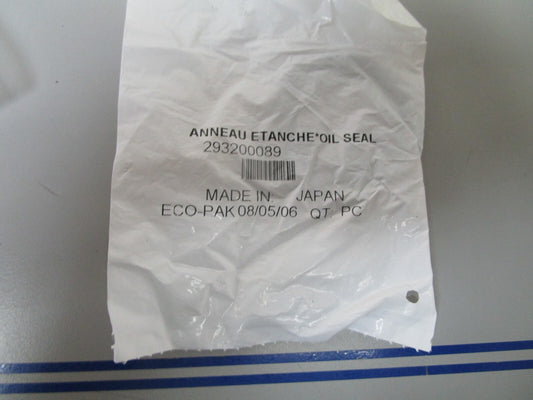 ANNEAU ETANCHE*OIL SEAL
293200089
MADE IN: JAPAN
ECO-PAK 08/05/06 QT PC